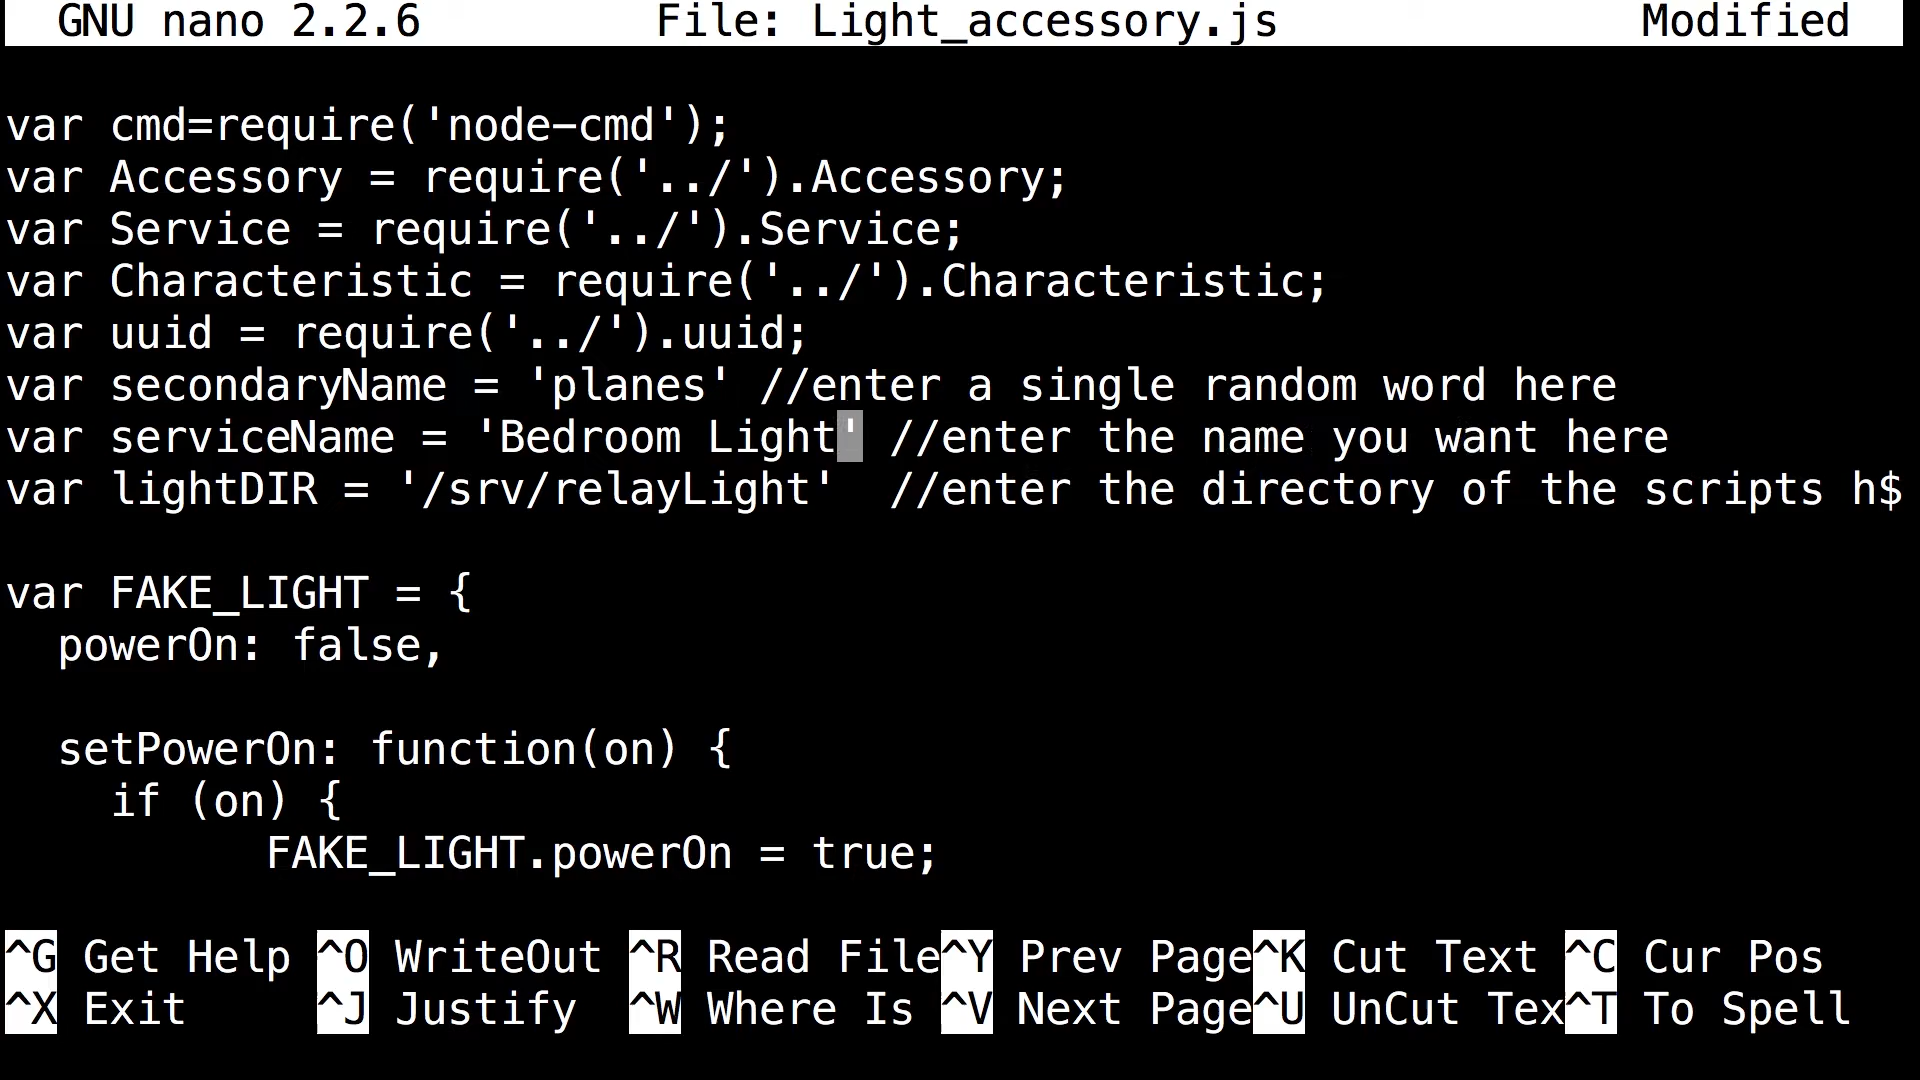 GNU nano 2.2.6 File: Light_accessory.js Modified
var cmd=require('node-cmd');
var Accessory = require('../').Accessory;
var Service = require('../').Service;
var Characteristic = require('../').Characteristic;
var uuid = require('../').uuid;
var secondaryName = 'planes' //enter a single random word here
var serviceName = 'Bedroom Light' //enter the name you want here
var lightDIR = '/srv/relayLight'  //enter the directory of the scripts h$
var FAKE_LIGHT = {
  powerOn: false,
  setPowerOn: function(on) {
    if (on) {
          FAKE_LIGHT.powerOn = true;
^G Get Help ^O WriteOut ^R Read File ^Y Prev Page ^K Cut Text ^C Cur Pos
^X Exit ^J Justify ^W Where Is ^V Next Page ^U UnCut Tex ^T To Spell